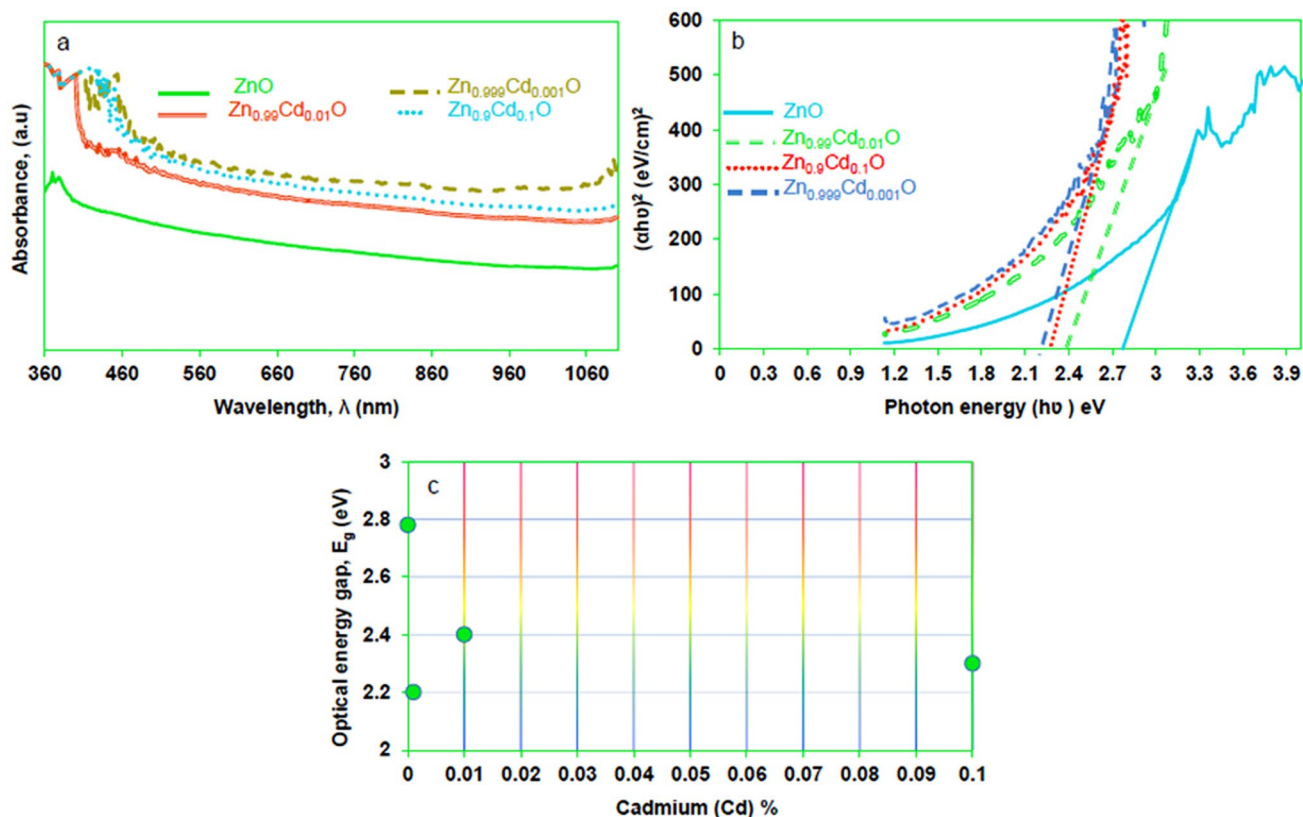 a
ZnO
Zn0.999Cd0.001O
Zn0.99Cd0.01O
Zn0.9Cd0.1O
Absorbance, (a.u)
360 460 560 660 760 860 960 1060
Wavelength, λ (nm)
b
600
500
400
300
200
100
0
(αhυ)² (eV/cm)²
ZnO
Zn0.99Cd0.01O
Zn0.9Cd0.1O
Zn0.999Cd0.001O
0 0.3 0.6 0.9 1.2 1.5 1.8 2.1 2.4 2.7 3 3.3 3.6 3.9
Photon energy (hυ ) eV
c
3
2.8
2.6
2.4
2.2
2
Optical energy gap, Eg (eV)
0 0.01 0.02 0.03 0.04 0.05 0.06 0.07 0.08 0.09 0.1
Cadmium (Cd) %